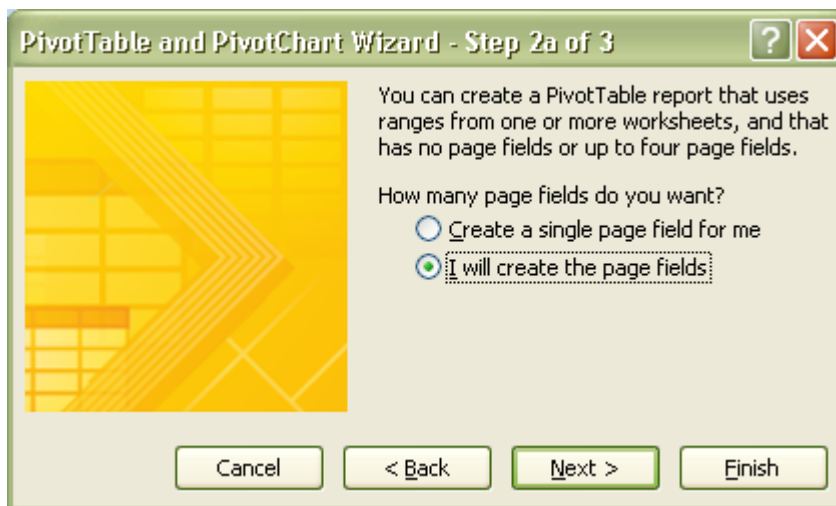 PivotTable and PivotChart Wizard - Step 2a of 3
?
You can create a PivotTable report that uses
ranges from one or more worksheets, and that
has no page fields or up to four page fields.
How many page fields do you want?
Create a single page field for me
I will create the page fields
Cancel
< Back
Next >
Finish